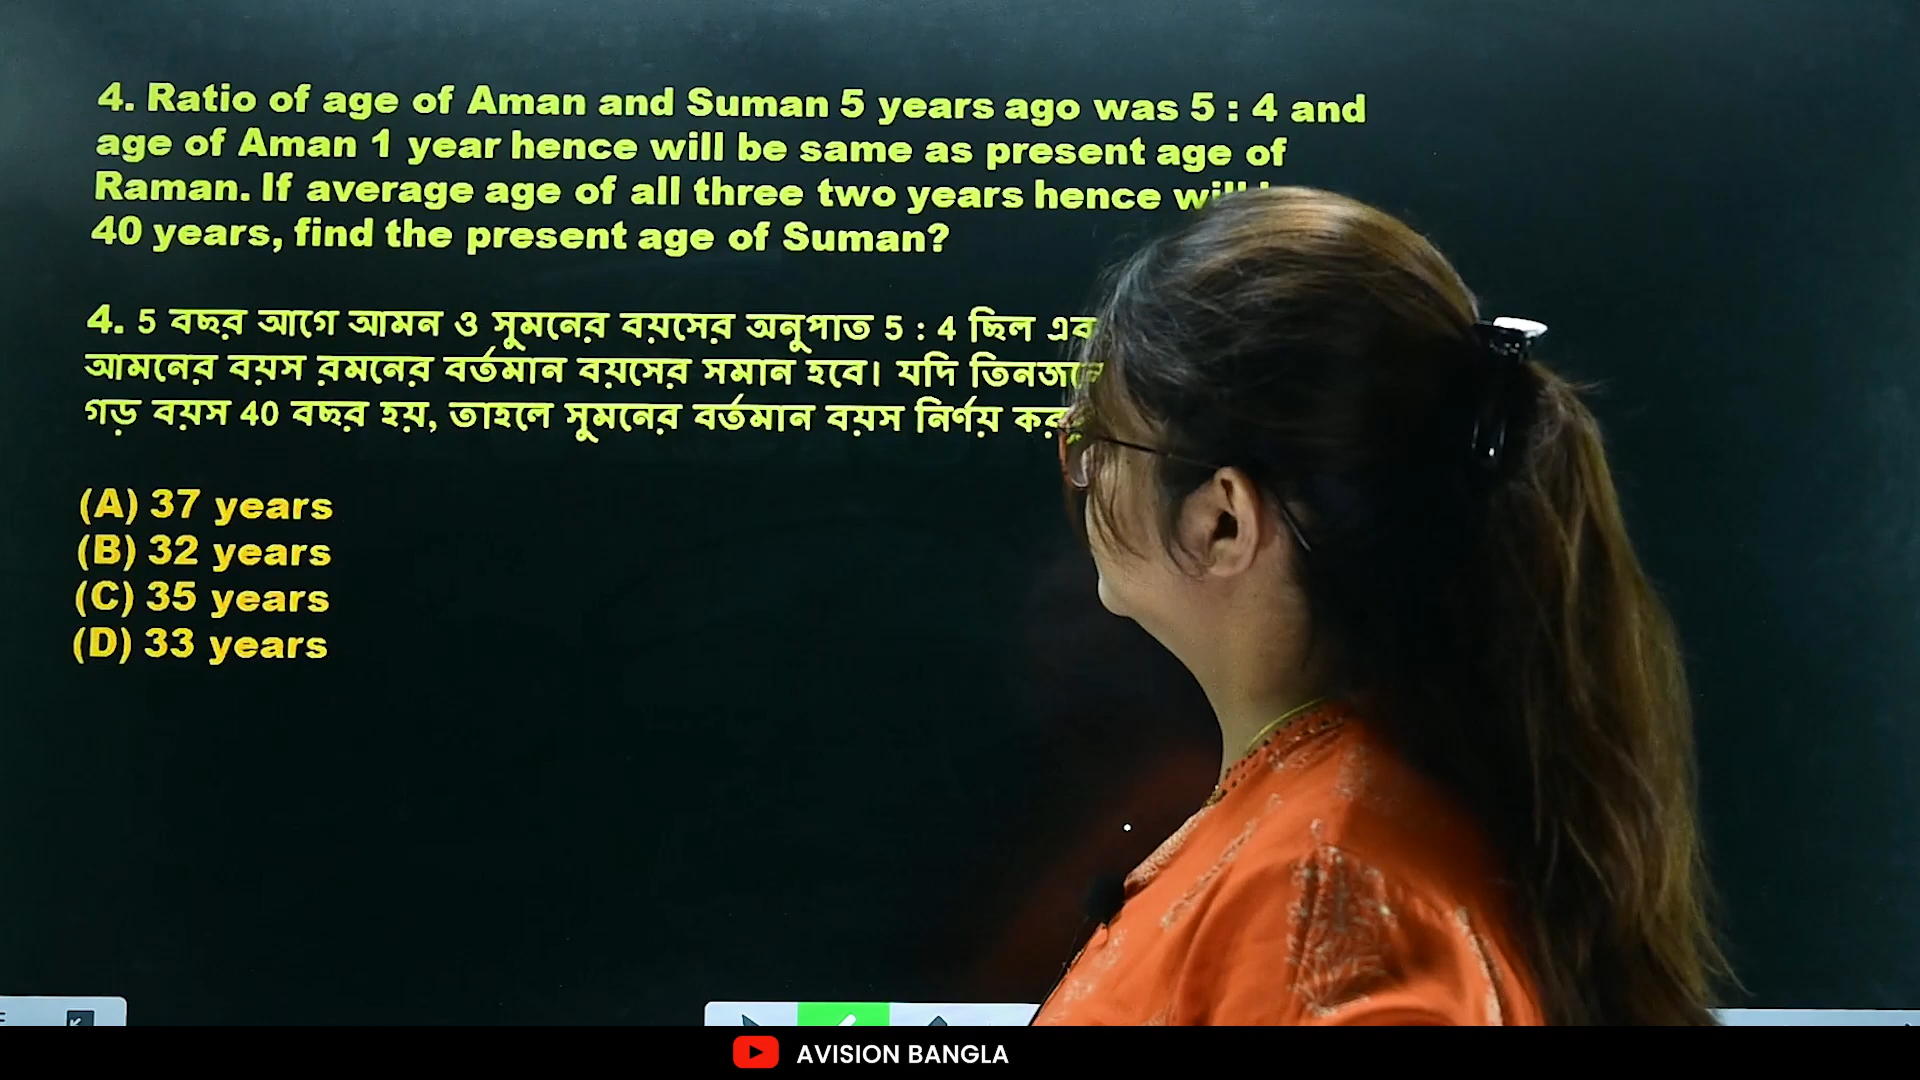 4. Ratio of age of Aman and Suman 5 years ago was 5 : 4 and
age of Aman 1 year hence will be same as present age of
Raman. If average age of all three two years hence will
40 years, find the present age of Suman?
4. 5 বছর আগে আমন ও সুমনের বয়সের অনুপাত 5 : 4 ছিল
আমনের বয়স রমনের বর্তমান বয়সের সমান হবে। যদি
গড় বয়স 40 বছর হয়, তাহলে সুমনের বর্তমান বয়স নির্ণয়
(A) 37 years
(B) 32 years
(C) 35 years
(D) 33 years
AVISION BANGLA